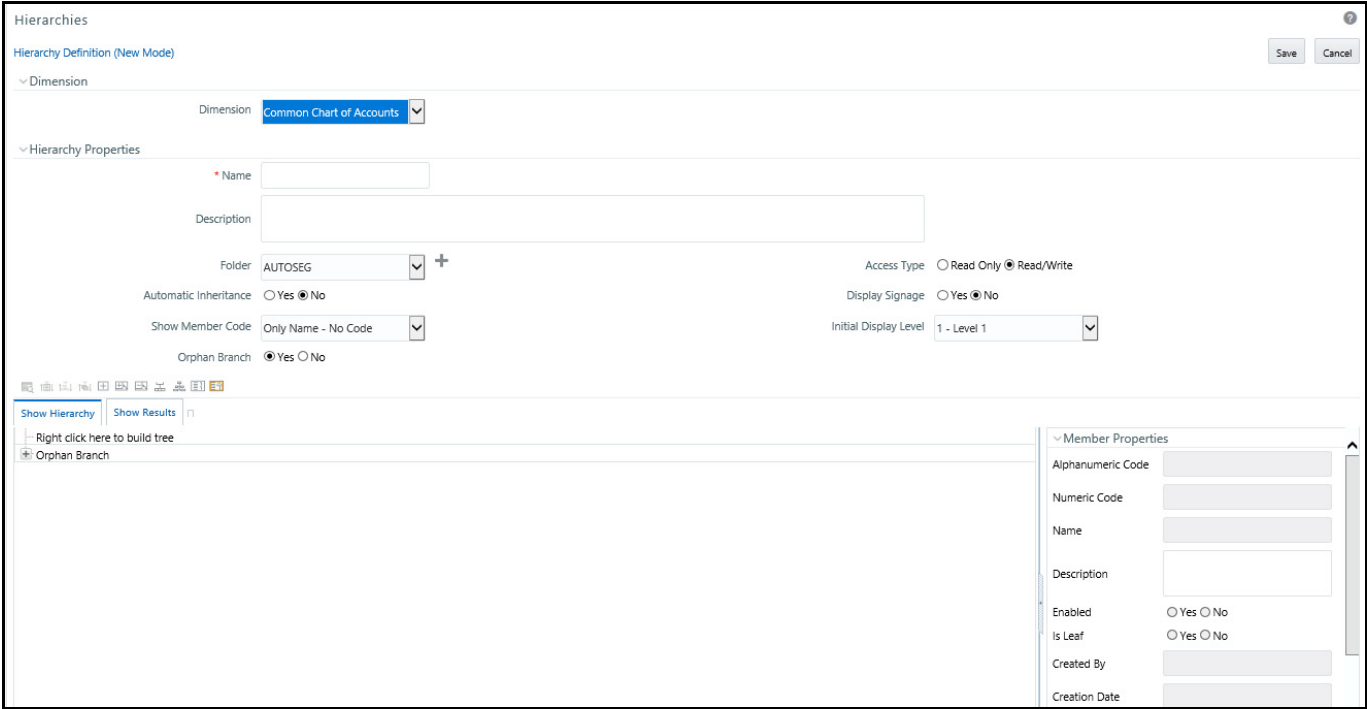 Hierarchies
Hierarchy Definition (New Mode)
Save Cancel
Dimension
Dimension Common Chart of Accounts
Hierarchy Properties
* Name
Description
Folder AUTOSEG
Access Type Read Only Read/Write
Automatic Inheritance Yes No
Display Signage Yes No
Show Member Code Only Name - No Code
Initial Display Level 1 - Level 1
Orphan Branch Yes No
Show Hierarchy Show Results
Right click here to build tree
Orphan Branch
Member Properties
Alphanumeric Code
Numeric Code
Name
Description
Enabled Yes No
Is Leaf Yes No
Created By
Creation Date